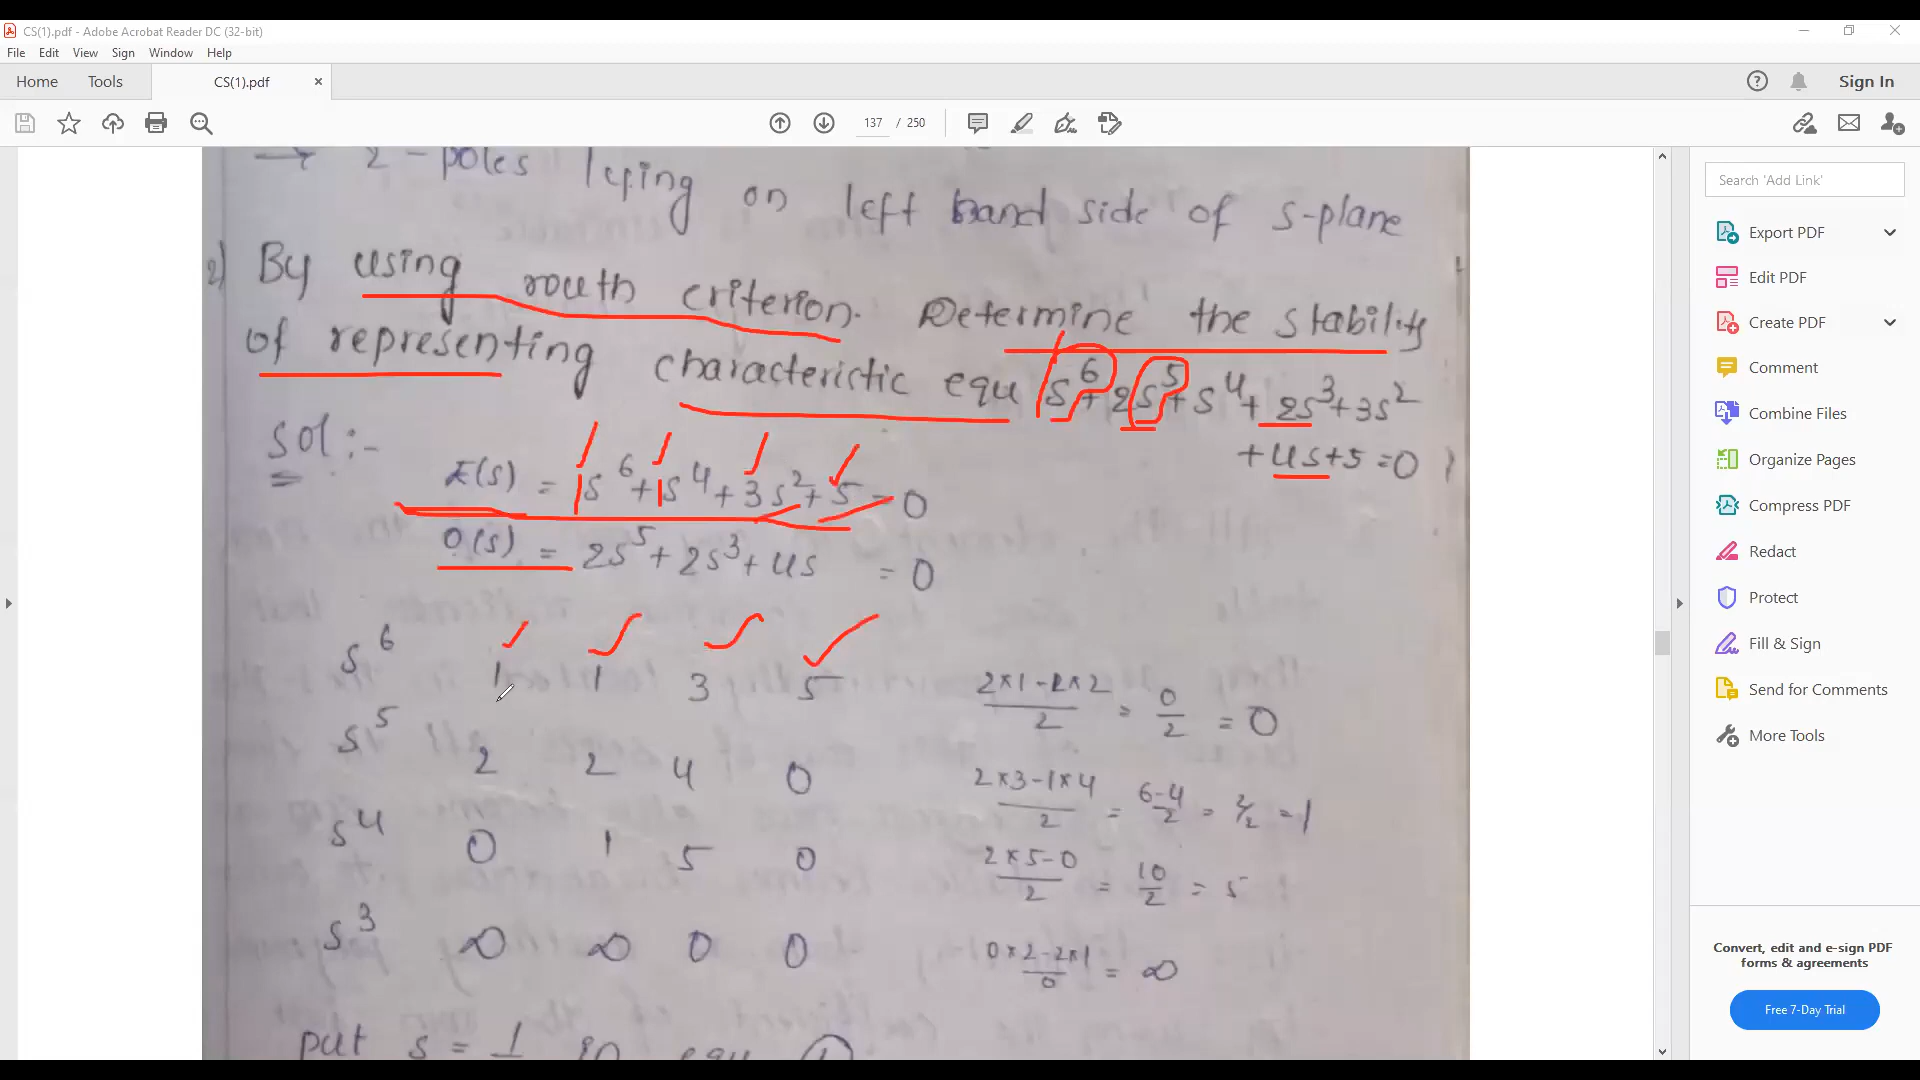 CS(1).pdf - Adobe Acrobat Reader DC (32-bit)
File Edit View Sign Window Help
Home Tools CS(1).pdf × Sign In
137 / 250
→ 2-poles lying on left hand side of s-plane
2) By using routh criterion. Determine the stability
of representing characteristic equ s⁶+2s⁵+s⁴+2s³+3s²
+4s+5=0
Sol:-
E(s) = 1s⁶+1s⁴+3s²+5=0
O(s) = 2s⁵+2s³+4s = 0
s⁶ 1 1 3 5
2×1-2×2/2 = 0/2 = 0
s⁵ 2 2 4 0
2×3-1×4/2 = 6-4/2 = 2/2 = 1
s⁴ 0 1 5 0
2×5-0/2 = 10/2 = 5
s³ ∞ ∞ 0 0
0×2-2×1/0 = ∞
put s = 1 in equ 1
Search 'Add Link'
Export PDF
Edit PDF
Create PDF
Comment
Combine Files
Organize Pages
Compress PDF
Redact
Protect
Fill & Sign
Send for Comments
More Tools
Convert, edit and e-sign PDF
forms & agreements
Free 7-Day Trial